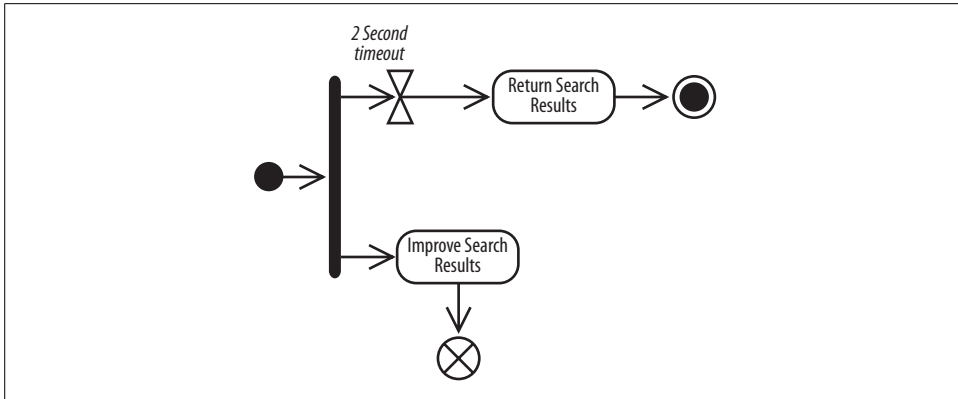 2 Second
timeout
Return Search
Results
Improve Search
Results